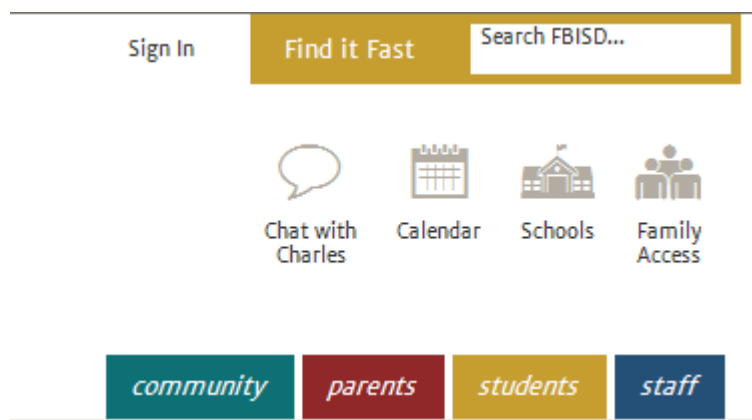 Sign In
Find it Fast
Search FBISD...
Chat with
Charles
Calendar
Schools
Family
Access
community
parents
students
staff